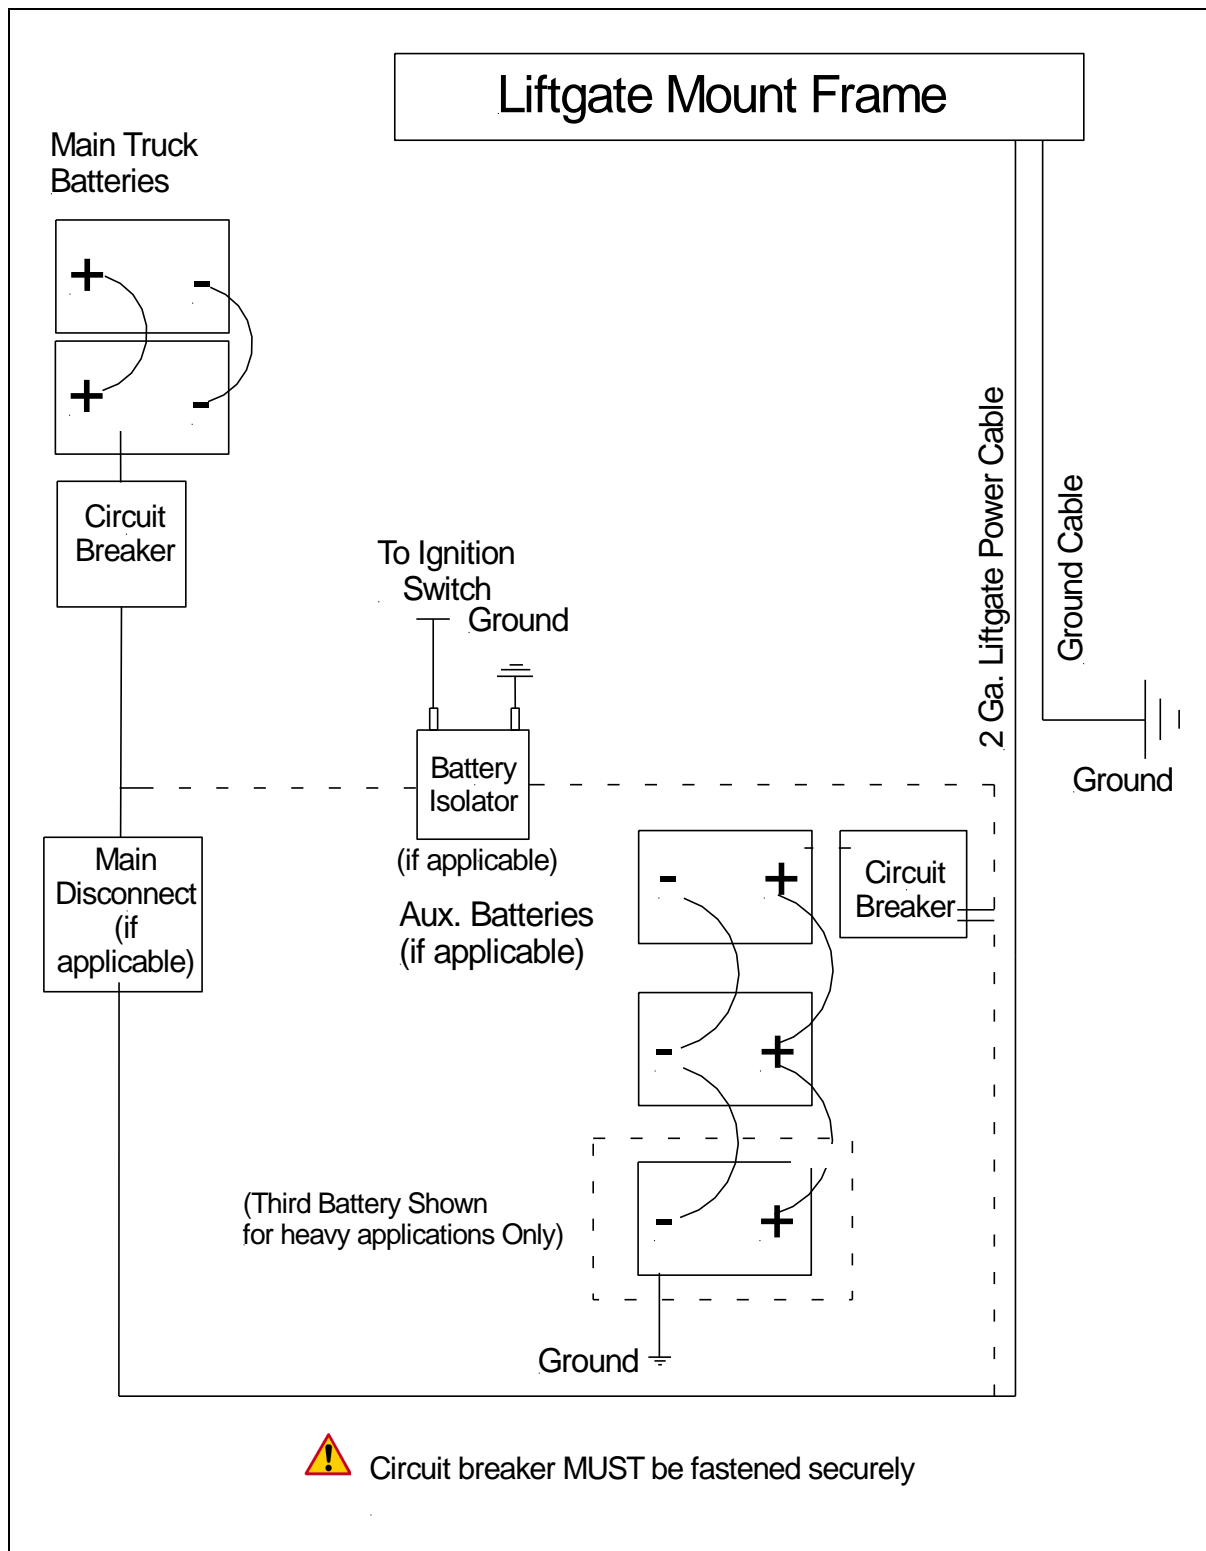 Liftgate Mount Frame
Main Truck
Batteries
+ -
+ -
Circuit
Breaker
To Ignition
Switch
Ground
2 Ga. Liftgate Power Cable
Ground Cable
Ground
Battery
Isolator
(if applicable)
Main
Disconnect
(if
applicable)
Aux. Batteries
(if applicable)
- +
Circuit
Breaker
- +
(Third Battery Shown
for heavy applications Only)
- +
Ground
! Circuit breaker MUST be fastened securely